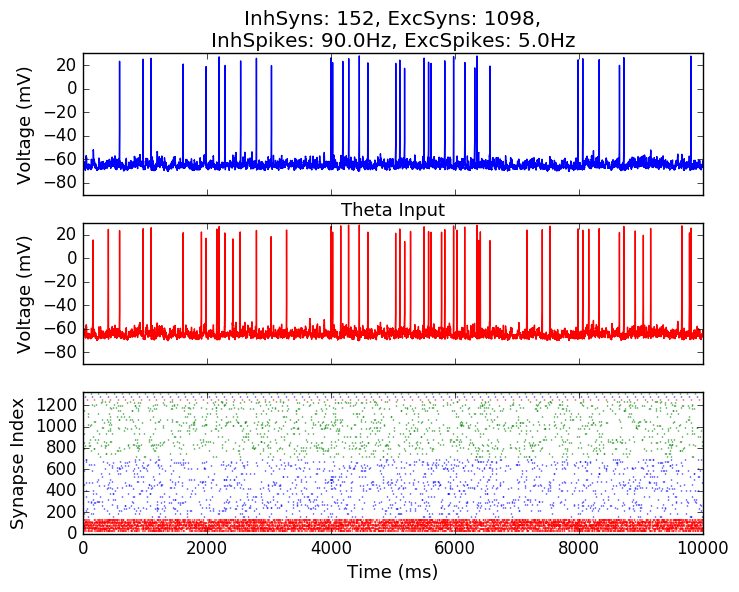 InhSyns: 152, ExcSyns: 1098,
InhSpikes: 90.0Hz, ExcSpikes: 5.0Hz
20
0
−20
−40
−60
−80
Voltage (mV)
Theta Input
20
0
−20
−40
−60
−80
Voltage (mV)
1200
1000
800
600
400
200
0
Synapse Index
0 2000 4000 6000 8000 10000
Time (ms)